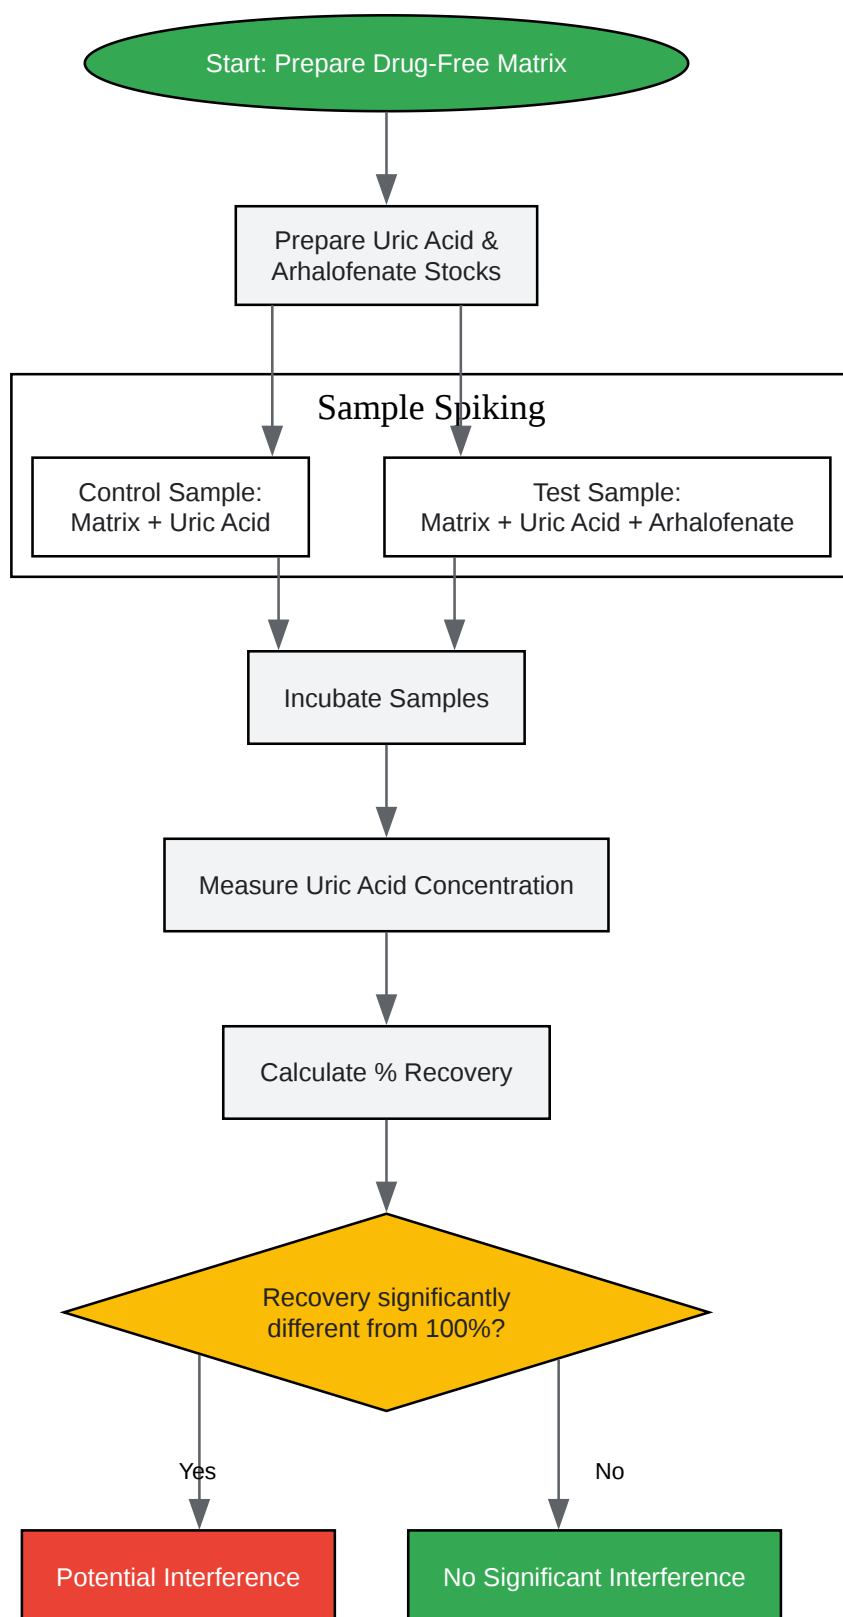 Start: Prepare Drug-Free Matrix
Prepare Uric Acid &
Arhalofenate Stocks
Sample Spiking
Control Sample:
Matrix + Uric Acid
Test Sample:
Matrix + Uric Acid + Arhalofenate
Incubate Samples
Measure Uric Acid Concentration
Calculate % Recovery
Recovery significantly
different from 100%?
Yes
No
Potential Interference
No Significant Interference